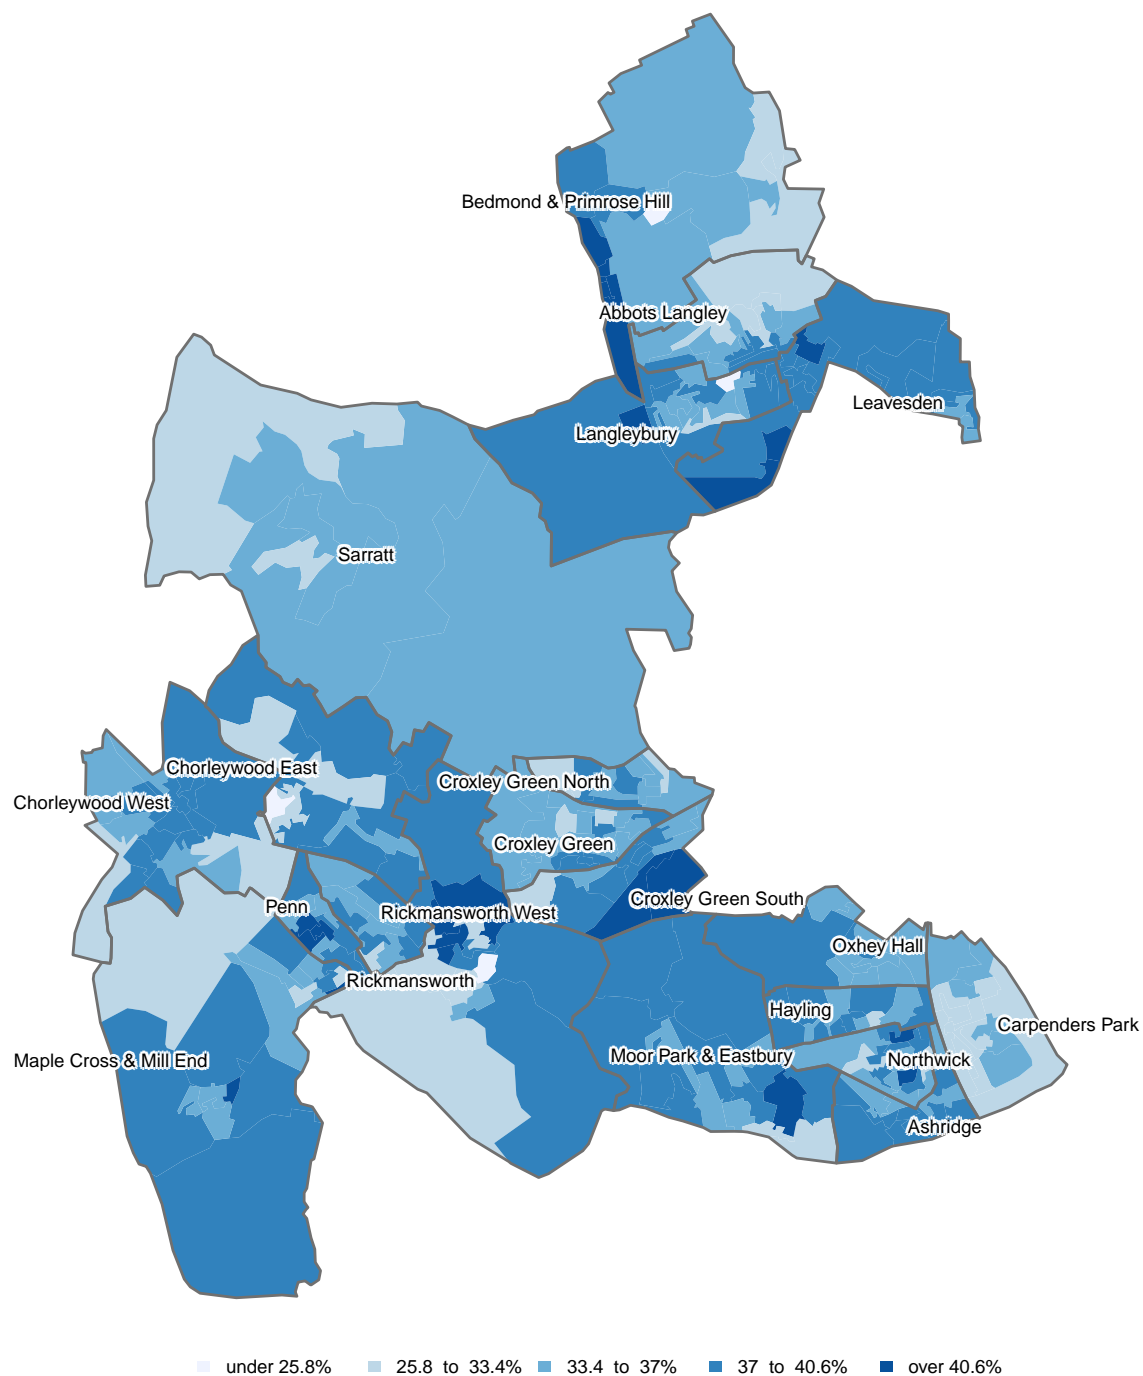 Bedmond & Primrose Hill
Abbots Langley
Leavesden
Langleybury
Sarratt
Chorleywood East
Croxley Green North
Chorleywood West
Croxley Green
Croxley Green South
Penn
Rickmansworth West
Oxhey Hall
Rickmansworth
Hayling
Carpenders Park
Moor Park & Eastbury
Maple Cross & Mill End
Northwick
Ashridge
under 25.8% 25.8 to 33.4% 33.4 to 37% 37 to 40.6% over 40.6%